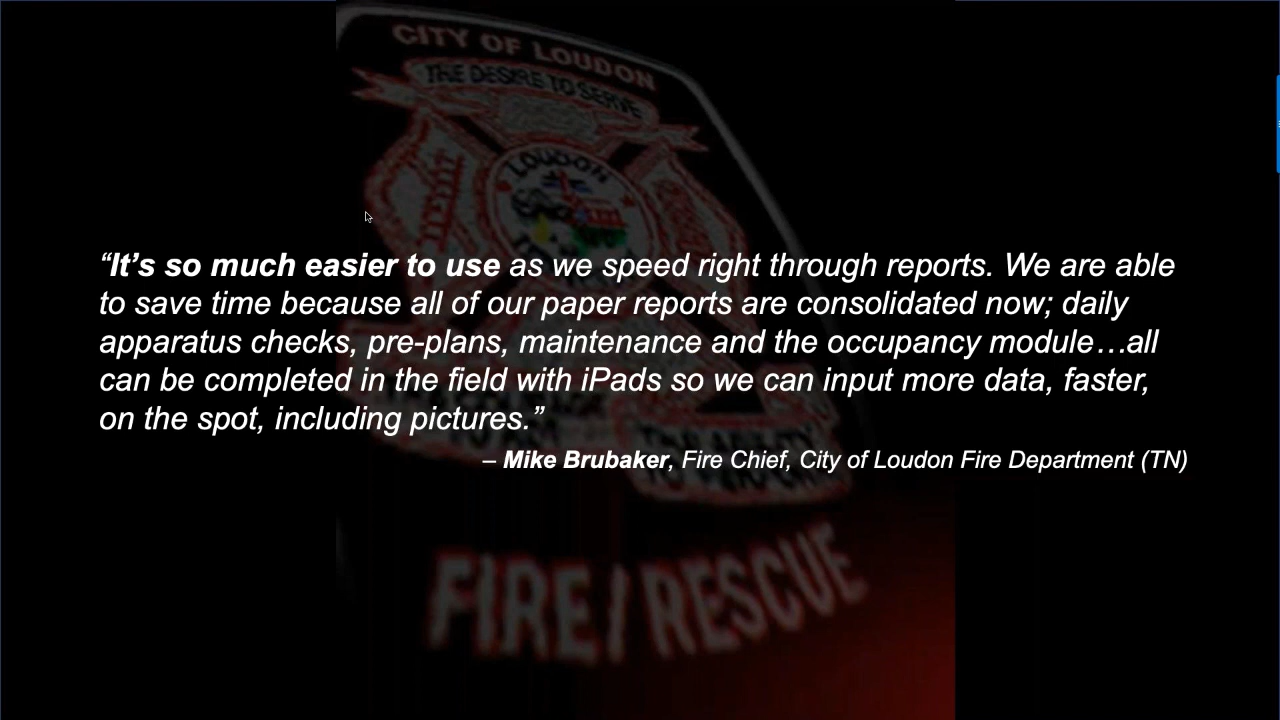 CITY OF LOUDON
THE DESIRE TO SERVE
LOUDON
“It’s so much easier to use as we speed right through reports. We are able
to save time because all of our paper reports are consolidated now; daily
apparatus checks, pre-plans, maintenance and the occupancy module…all
can be completed in the field with iPads so we can input more data, faster,
on the spot, including pictures.”
– Mike Brubaker, Fire Chief, City of Loudon Fire Department (TN)
FIRE/RESCUE